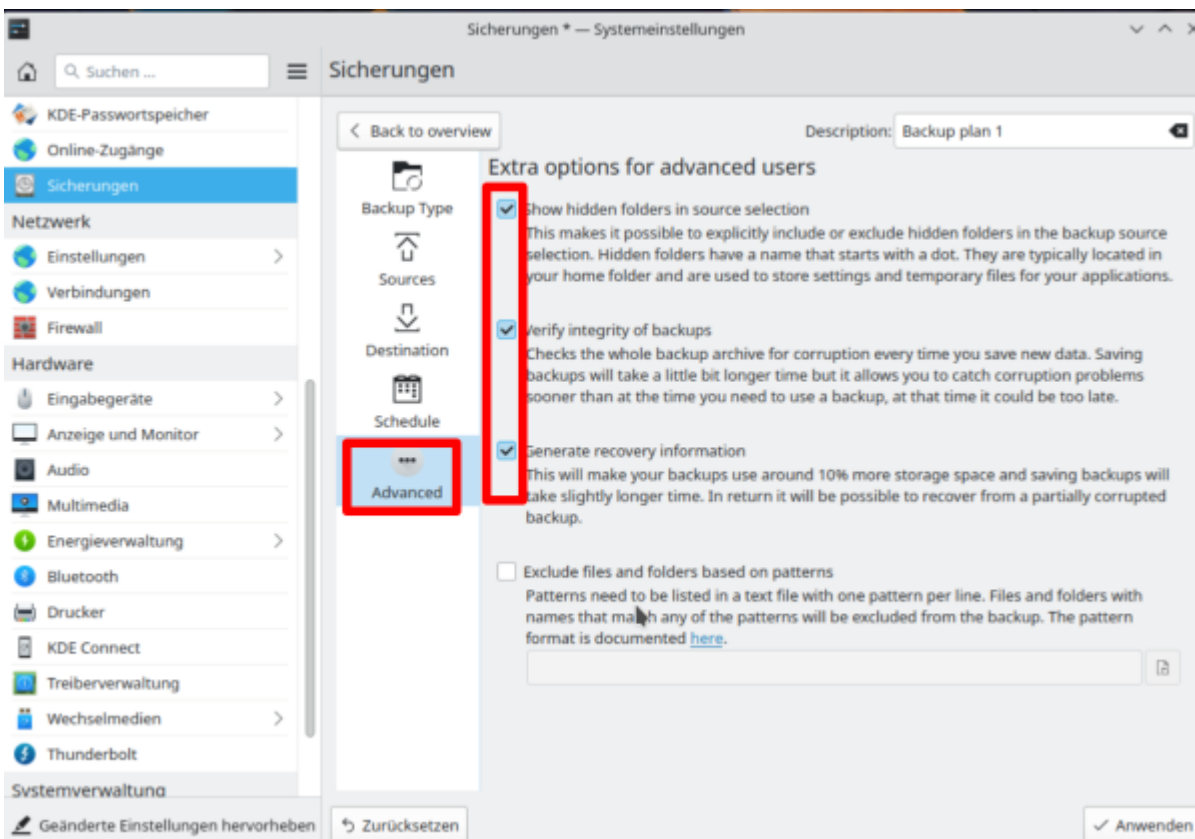 Sicherungen * — Systemeinstellungen
Suchen ...
Sicherungen
KDE-Passwortspeicher
Online-Zugänge
Sicherungen
Netzwerk
Einstellungen
Verbindungen
Firewall
Hardware
Eingabegeräte
Anzeige und Monitor
Audio
Multimedia
Energieverwaltung
Bluetooth
Drucker
KDE Connect
Treiberverwaltung
Wechselmedien
Thunderbolt
Systemverwaltung
Geänderte Einstellungen hervorheben
Back to overview
Description: Backup plan 1
Backup Type
Sources
Destination
Schedule
Advanced
Extra options for advanced users
Show hidden folders in source selection
This makes it possible to explicitly include or exclude hidden folders in the backup source
selection. Hidden folders have a name that starts with a dot. They are typically located in
your home folder and are used to store settings and temporary files for your applications.
Verify integrity of backups
Checks the whole backup archive for corruption every time you save new data. Saving
backups will take a little bit longer time but it allows you to catch corruption problems
sooner than at the time you need to use a backup, at that time it could be too late.
Generate recovery information
This will make your backups use around 10% more storage space and saving backups will
take slightly longer time. In return it will be possible to recover from a partially corrupted
backup.
Exclude files and folders based on patterns
Patterns need to be listed in a text file with one pattern per line. Files and folders with
names that match any of the patterns will be excluded from the backup. The pattern
format is documented here.
Zurücksetzen
Anwenden